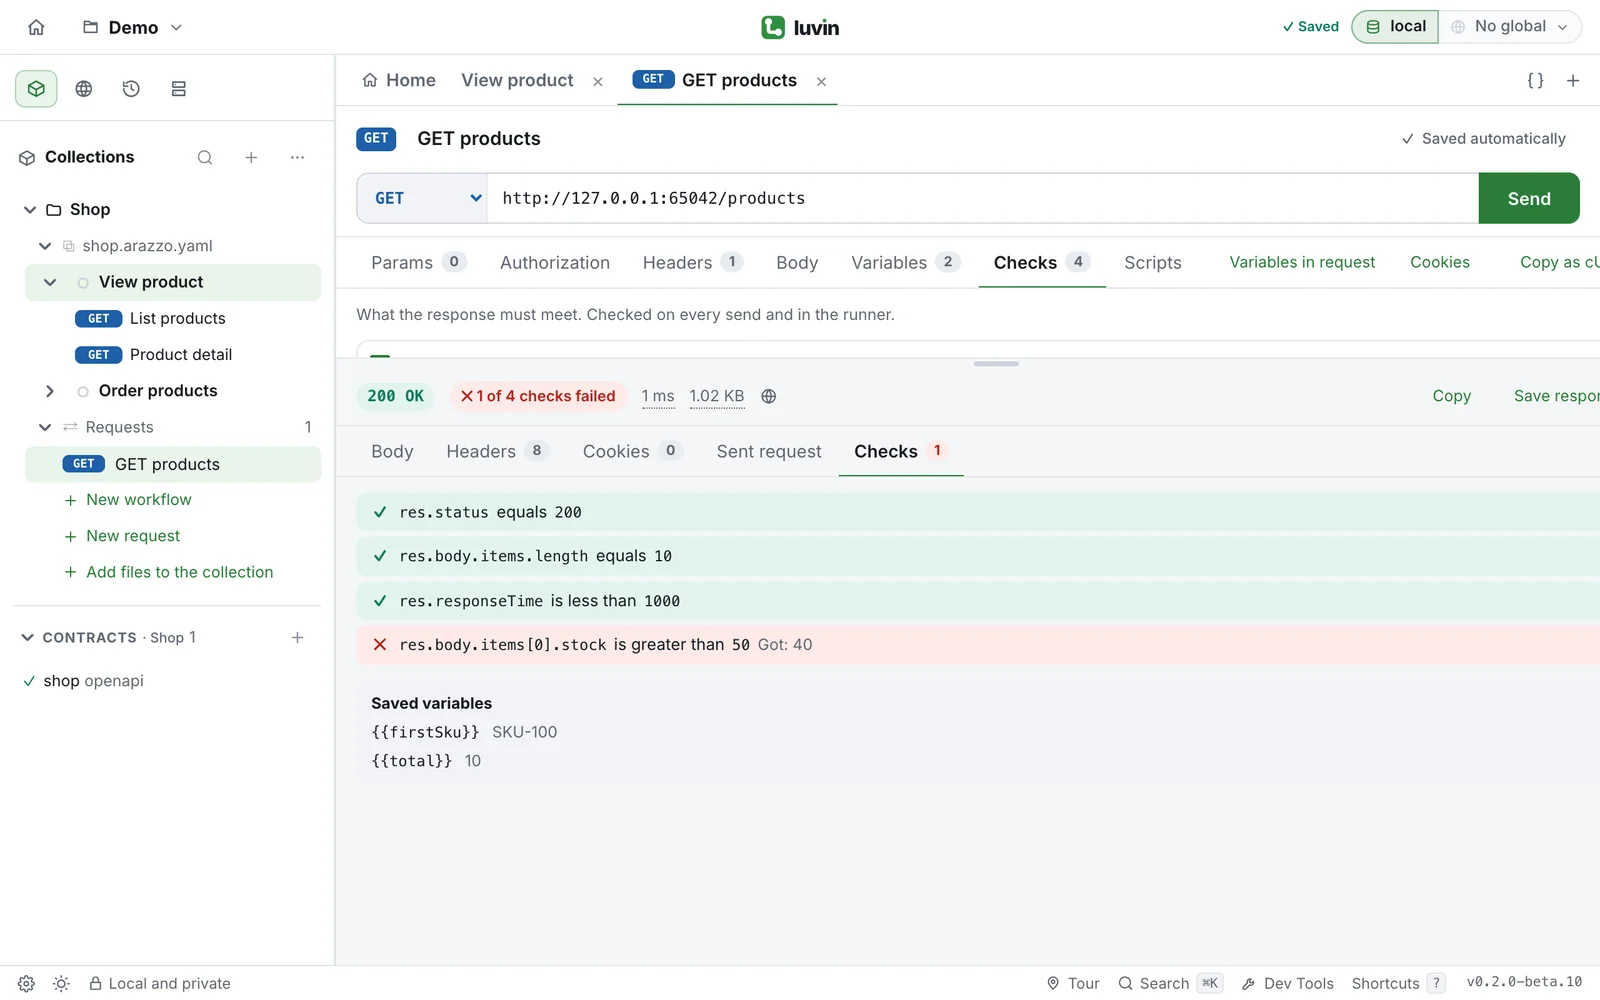 Demo
luvin
Saved
local
No global
Home
View product
GET GET products
{} +
Collections
GET GET products
Saved automatically
GET
http://127.0.0.1:65042/products
Send
Shop
shop.arazzo.yaml
View product
GET List products
GET Product detail
Order products
Requests 1
GET GET products
+ New workflow
+ New request
+ Add files to the collection
CONTRACTS · Shop 1 +
shop openapi
Params 0
Authorization
Headers 1
Body
Variables 2
Checks 4
Scripts
Variables in request
Cookies
Copy as cU
What the response must meet. Checked on every send and in the runner.
200 OK
1 of 4 checks failed
1 ms
1.02 KB
Copy
Save respor
Body
Headers 8
Cookies 0
Sent request
Checks 1
res.status equals 200
res.body.items.length equals 10
res.responseTime is less than 1000
res.body.items[0].stock is greater than 50 Got: 40
Saved variables
{{firstSku}} SKU-100
{{total}} 10
Local and private
Tour
Search ⌘K
Dev Tools
Shortcuts ?
v0.2.0-beta.10